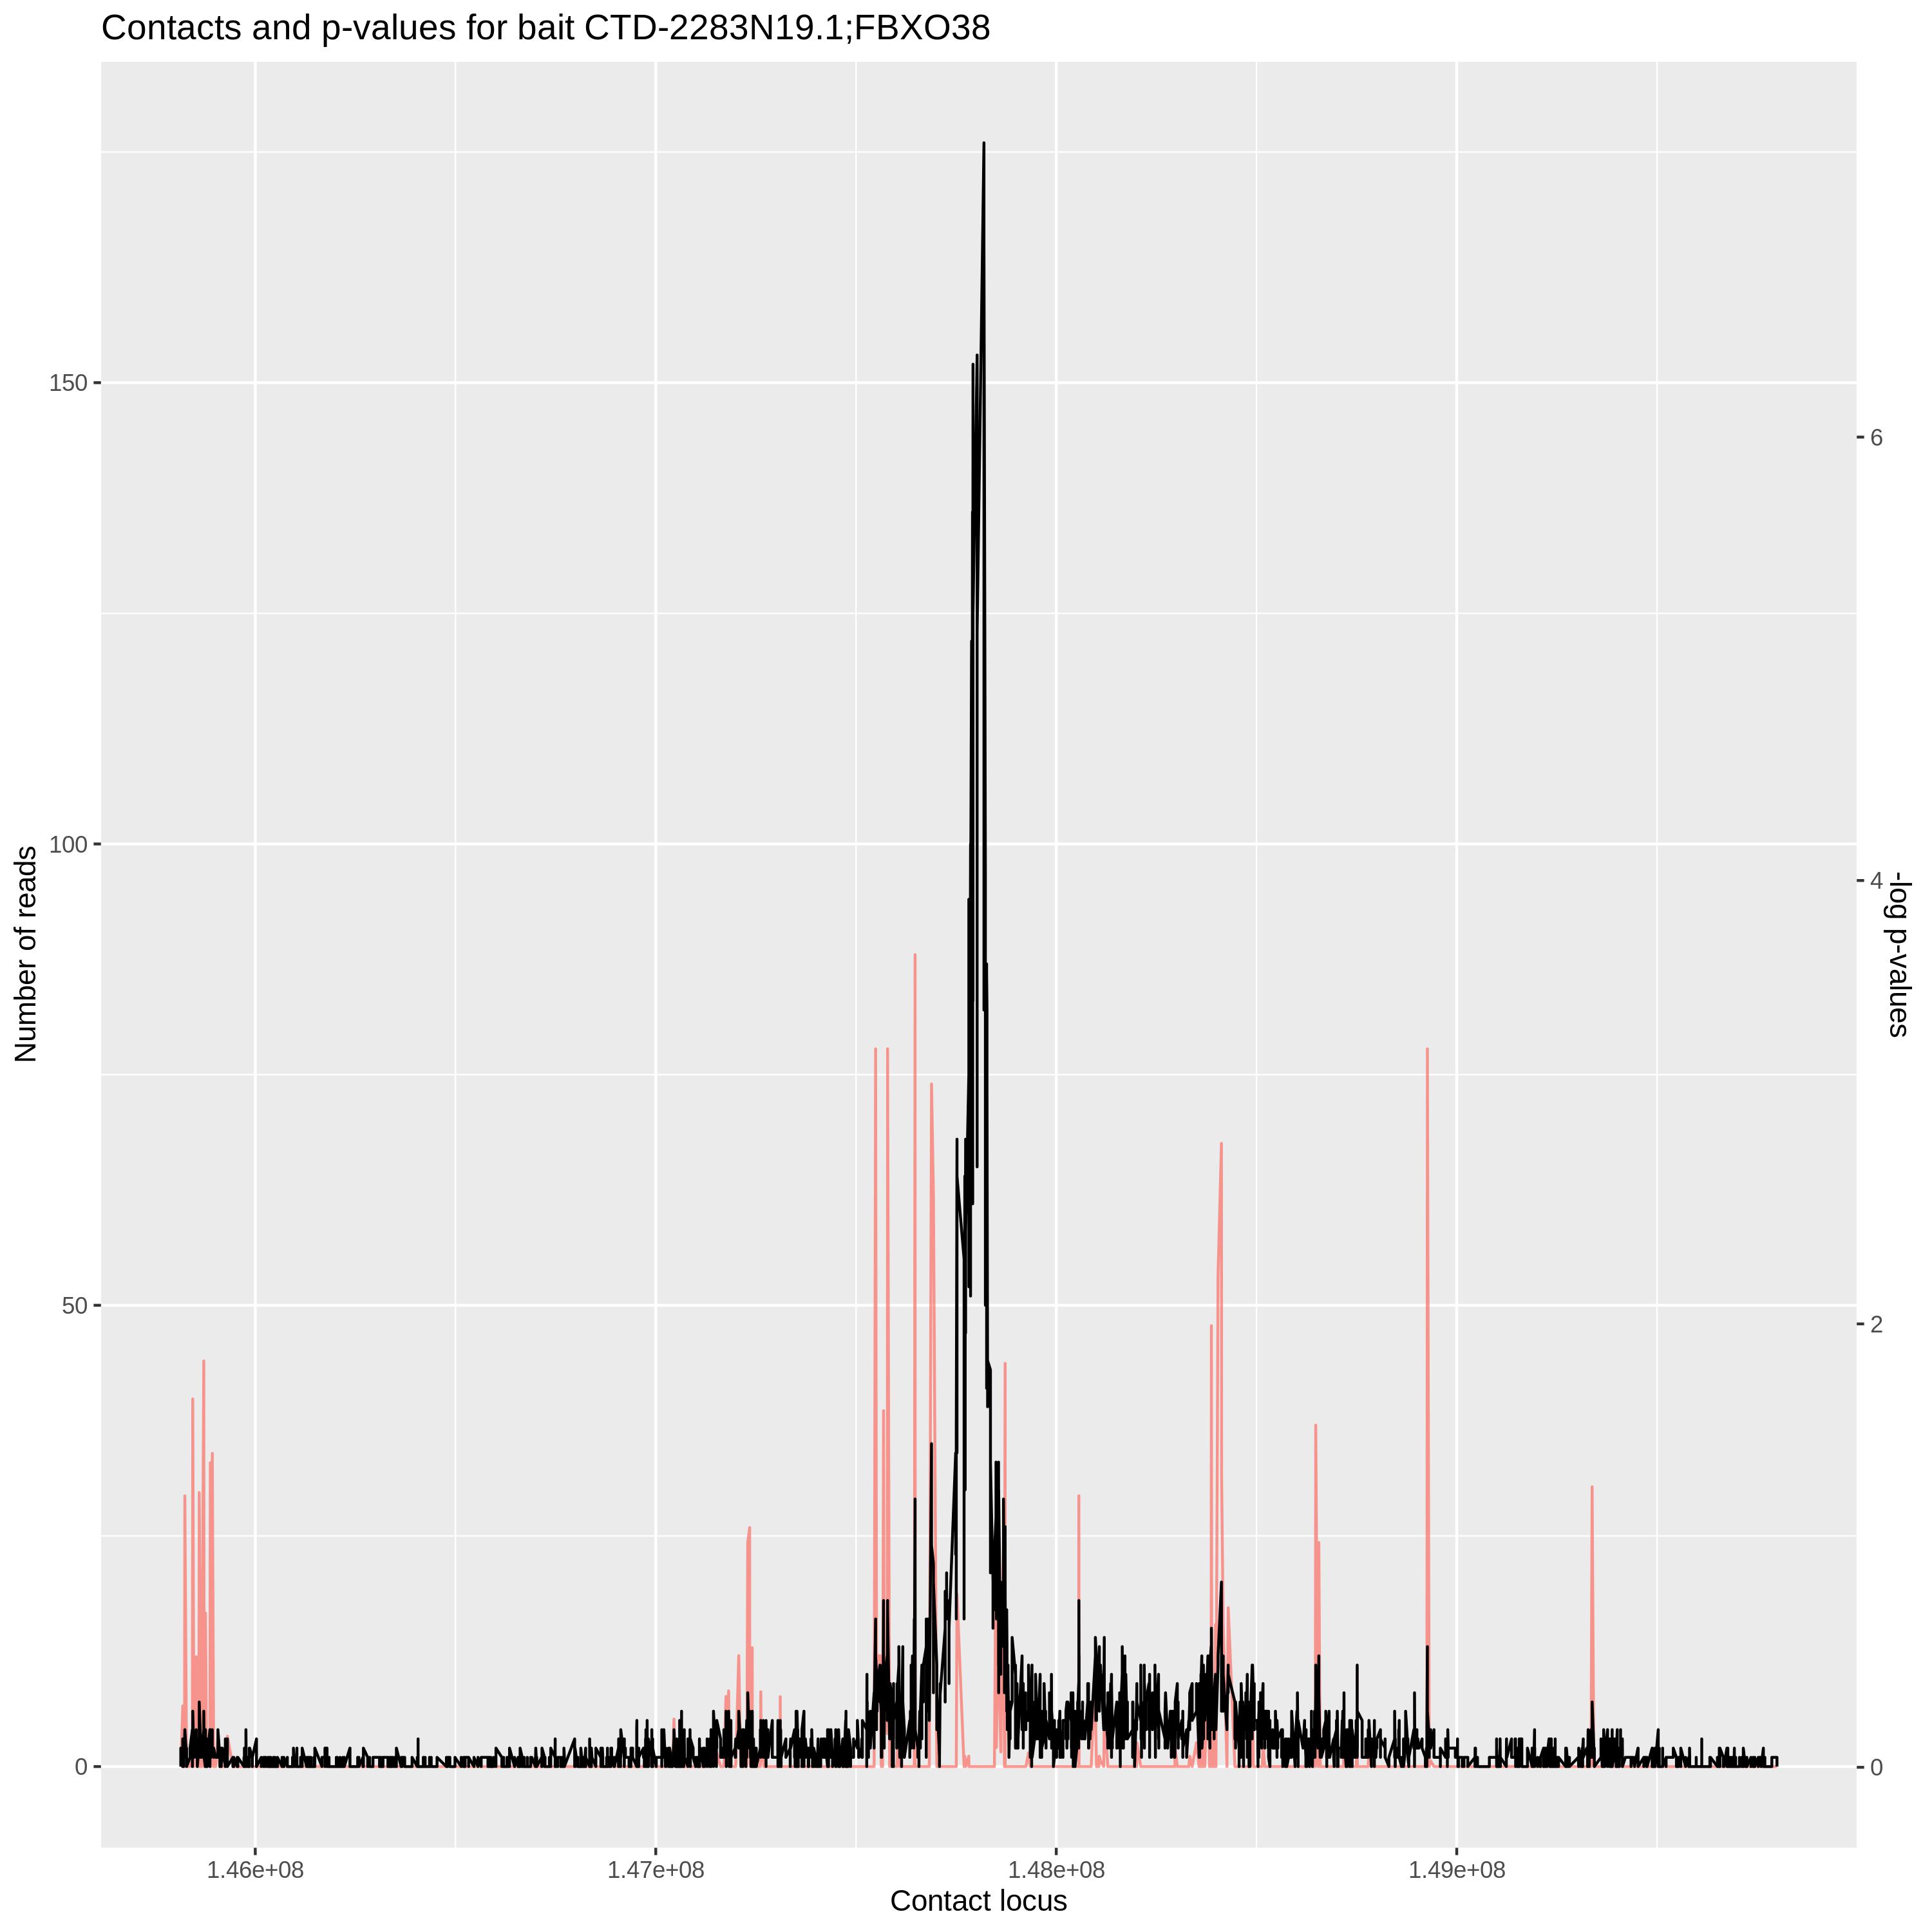 Contacts and p-values for bait CTD-2283N19.1;FBXO38
150
100
50
0
Number of reads
6
4
2
0
-log p-values
1.46e+08
1.47e+08
1.48e+08
1.49e+08
Contact locus